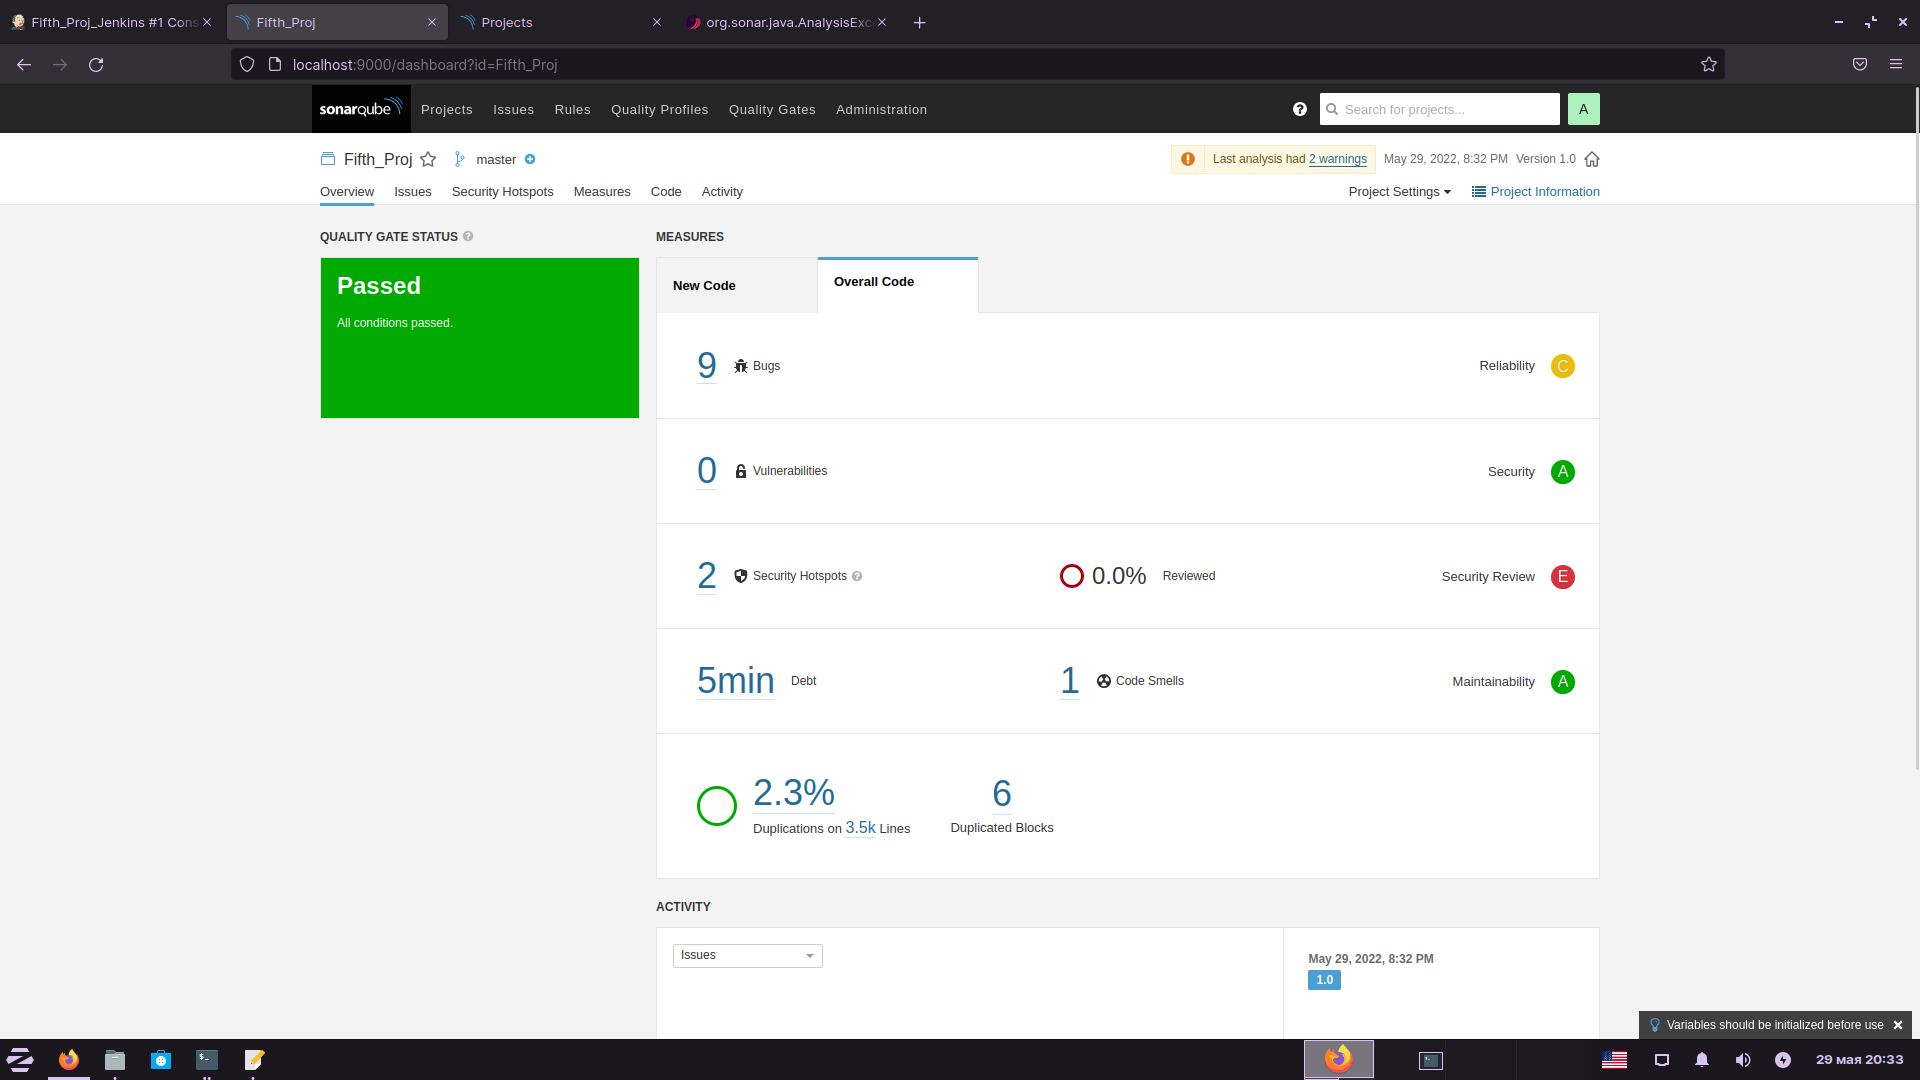 Fifth_Proj_Jenkins #1 Cons
Fifth_Proj
Projects
org.sonar.java.AnalysisExc
localhost:9000/dashboard?id=Fifth_Proj
sonarqube
Projects
Issues
Rules
Quality Profiles
Quality Gates
Administration
?
Search for projects...
A
Fifth_Proj
master
Last analysis had 2 warnings
May 29, 2022, 8:32 PM
Version 1.0
Overview
Issues
Security Hotspots
Measures
Code
Activity
Project Settings
Project Information
QUALITY GATE STATUS ?
MEASURES
Passed
All conditions passed.
New Code
Overall Code
9 Bugs
Reliability C
0 Vulnerabilities
Security A
2 Security Hotspots ?
0.0% Reviewed
Security Review E
5min Debt
1 Code Smells
Maintainability A
2.3%
Duplications on 3.5k Lines
6
Duplicated Blocks
ACTIVITY
Issues
May 29, 2022, 8:32 PM
1.0
Variables should be initialized before use
29 мая 20:33